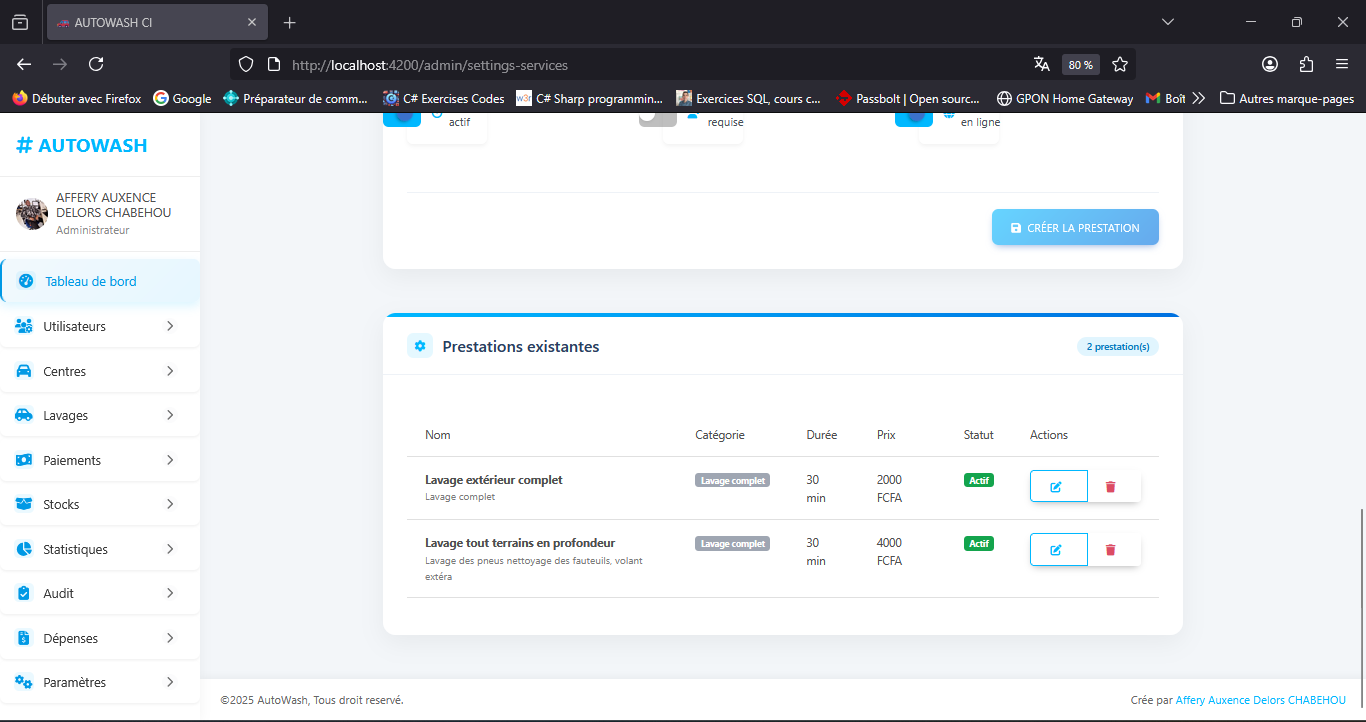 AUTOWASH CI
http://localhost:4200/admin/settings-services
80 %
Débuter avec Firefox
Google
Préparateur de comm...
C# Exercises Codes
w3r
C# Sharp programmin...
Exercices SQL, cours c...
Passbolt | Open sourc...
GPON Home Gateway
Boît
Autres marque-pages
# AUTOWASH
AFFERY AUXENCE
DELORS CHABEHOU
Administrateur
Tableau de bord
Utilisateurs
Centres
Lavages
Paiements
Stocks
Statistiques
Audit
Dépenses
Paramètres
actif
requise
en ligne
CRÉER LA PRESTATION
Prestations existantes
2 prestation(s)
Nom Catégorie Durée Prix Statut Actions
Lavage extérieur complet
Lavage complet
Lavage complet
30
min
2000
FCFA
Actif
Lavage tout terrains en profondeur
Lavage des pneus nettoyage des fauteuils, volant
extéra
Lavage complet
30
min
4000
FCFA
Actif
©2025 AutoWash, Tous droit reservé.
Crée par Affery Auxence Delors CHABEHOU